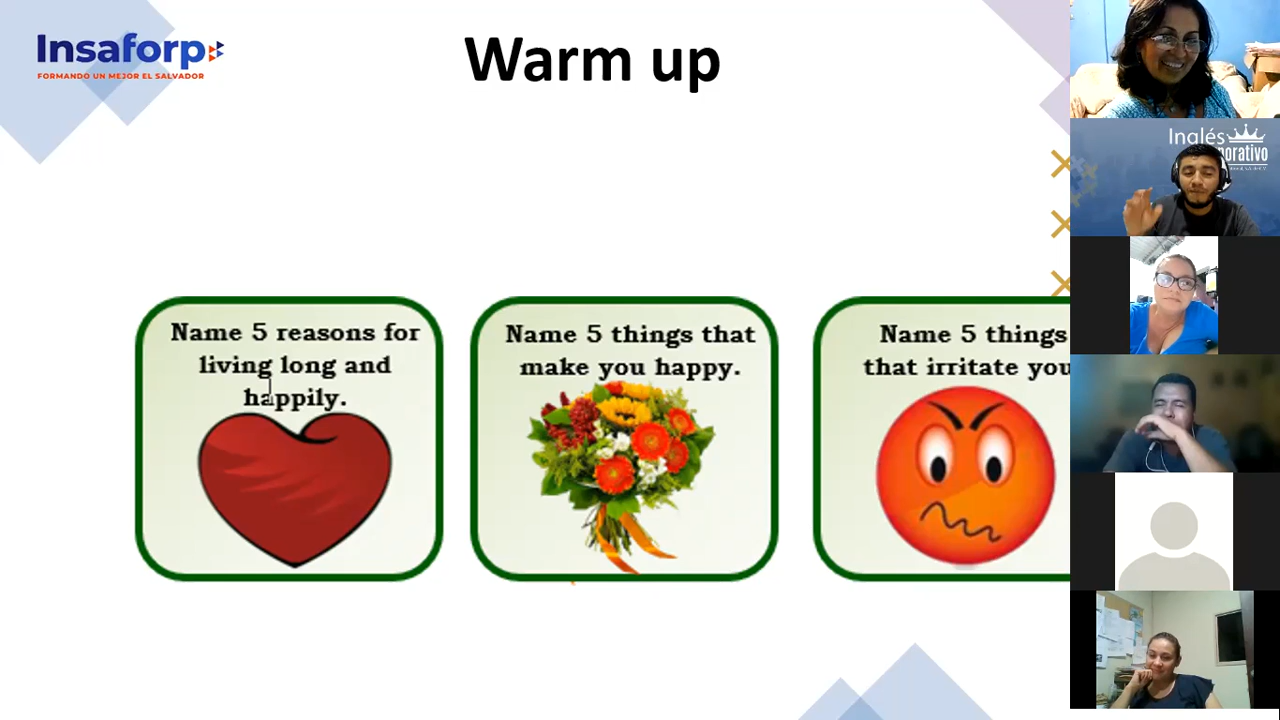 Insaforp
FORMANDO UN MEJOR EL SALVADOR
Warm up
Name 5 reasons for
living long and
happily.
Name 5 things that
make you happy.
Name 5 things
that irritate you
Inglés